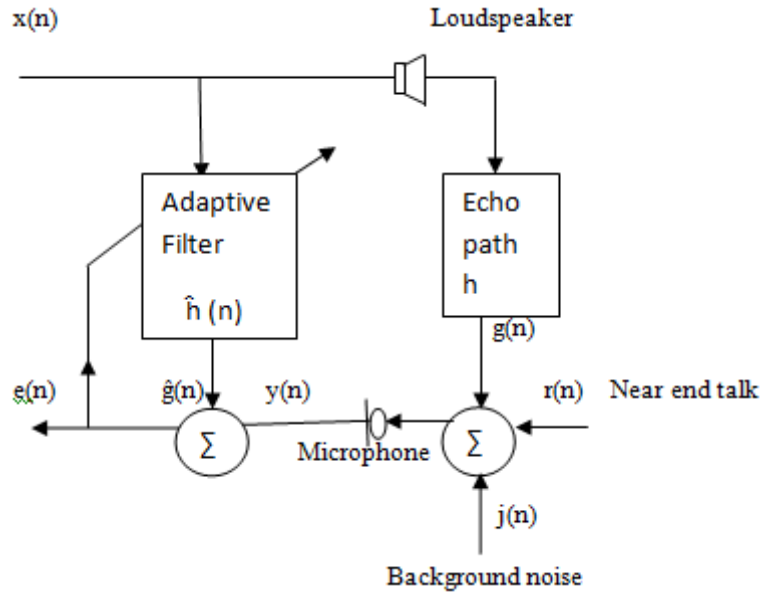 x(n)
Loudspeaker
Adaptive
Filter
ĥ (n)
Echo
path
h
g(n)
e(n)
ĝ(n)
y(n)
r(n)
Near end talk
∑
Microphone
∑
j(n)
Background noise